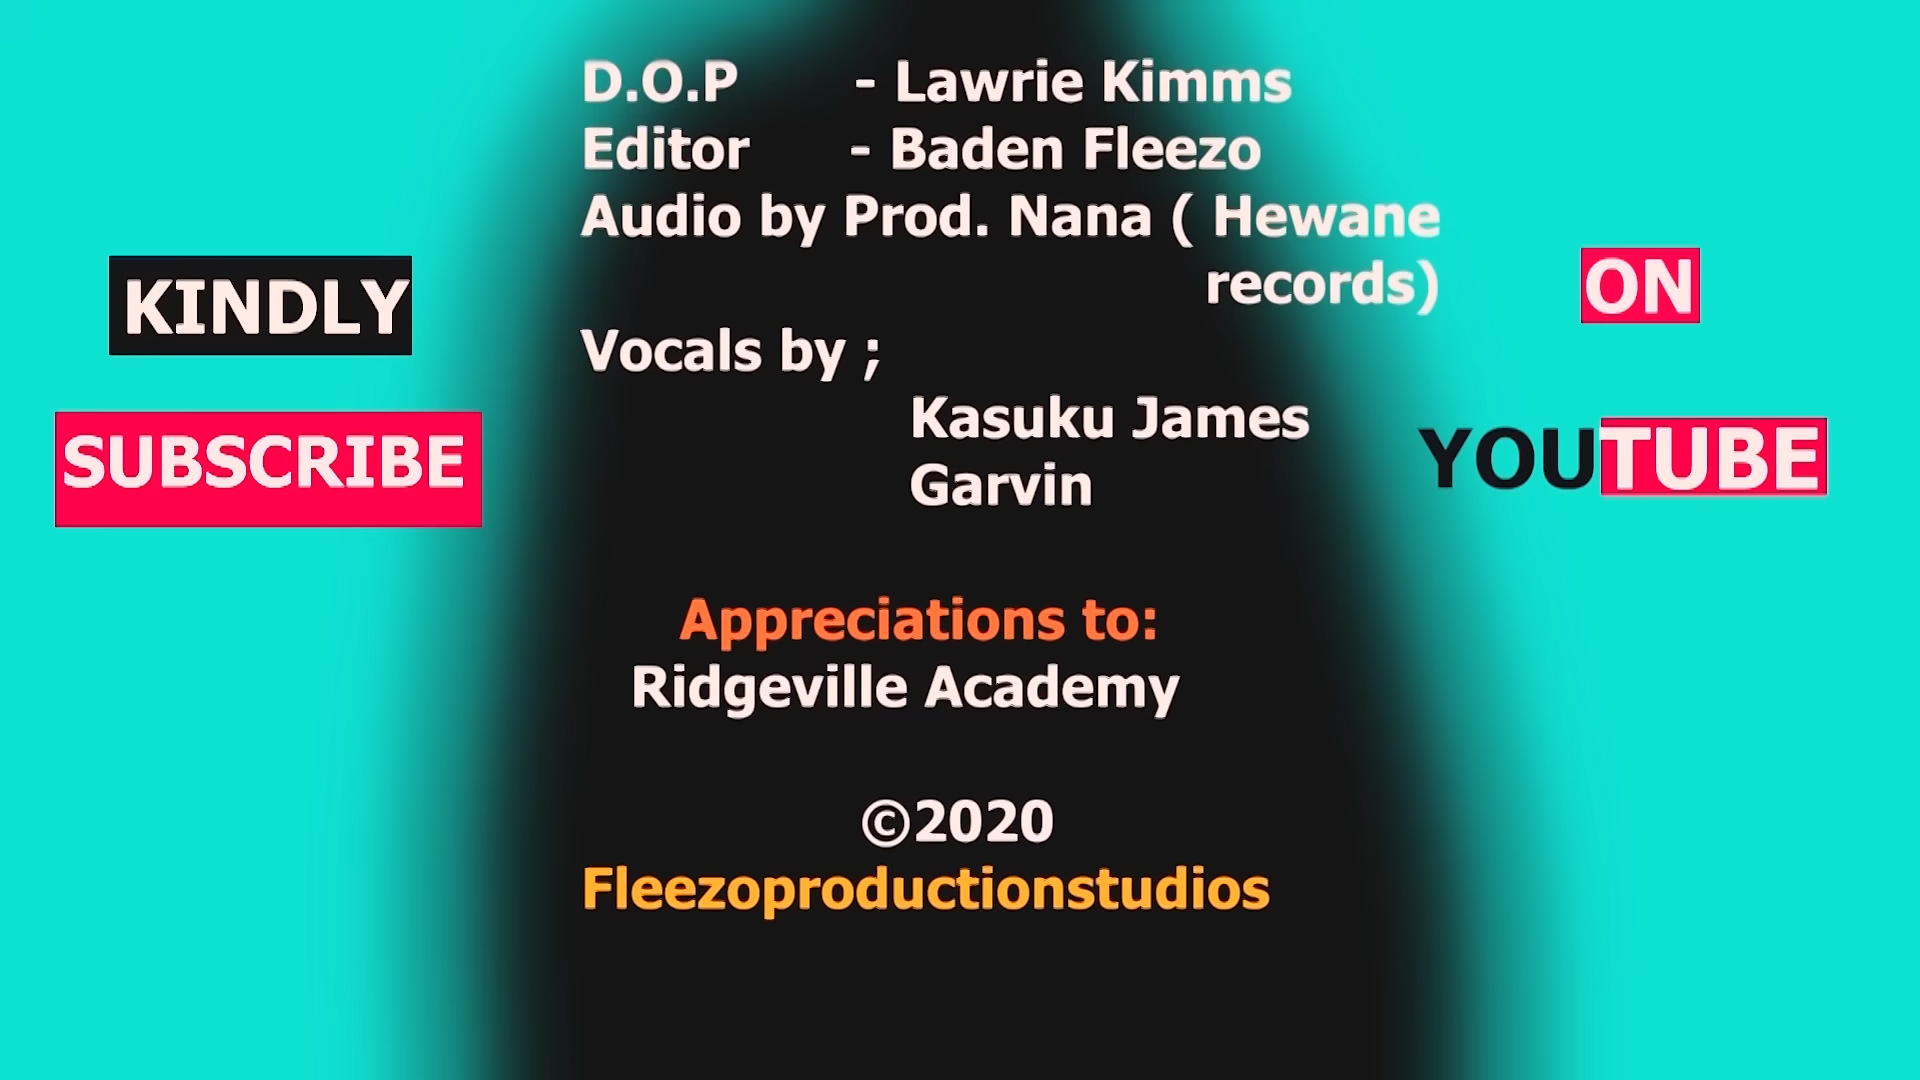 D.O.P - Lawrie Kimms
Editor - Baden Fleezo
Audio by Prod. Nana ( Hewane
records)
Vocals by ;
Kasuku James
Garvin
Appreciations to:
Ridgeville Academy
©2020
Fleezoproductionstudios
KINDLY
SUBSCRIBE
ON
YOUTUBE